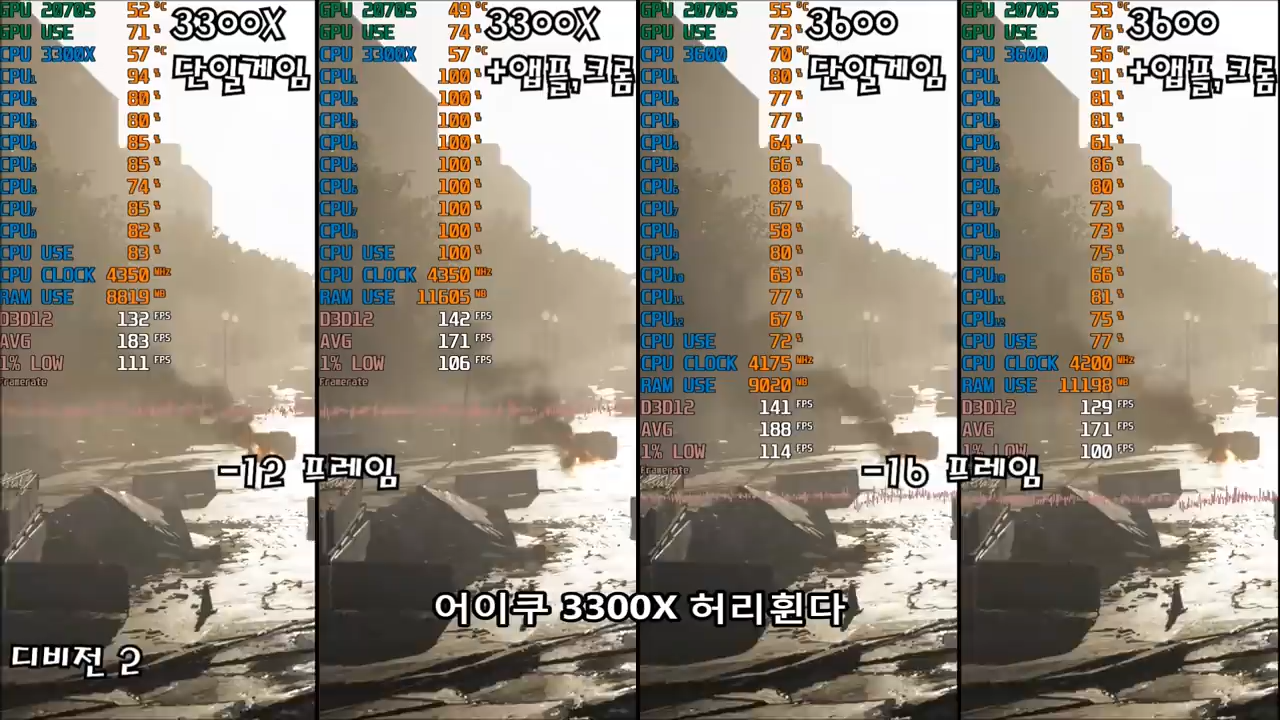 GPU 2070S 52 °C
GPU USE 71 %
CPU 3300X 57 °C
CPU₁ 94 %
CPU₂ 80 %
CPU₃ 80 %
CPU₄ 85 %
CPU₅ 85 %
CPU₆ 74 %
CPU₇ 85 %
CPU₈ 82 %
CPU USE 83 %
CPU CLOCK 4350 MHz
RAM USE 8819 MB
D3D12 132 FPS
AVG 183 FPS
1% LOW 111 FPS
Framerate
3300X
단일게임
GPU 2070S 49 °C
GPU USE 74 %
CPU 3300X 57 °C
CPU₁ 100 %
CPU₂ 100 %
CPU₃ 100 %
CPU₄ 100 %
CPU₅ 100 %
CPU₆ 100 %
CPU₇ 100 %
CPU₈ 100 %
CPU USE 100 %
CPU CLOCK 4350 MHz
RAM USE 11605 MB
D3D12 142 FPS
AVG 171 FPS
1% LOW 106 FPS
Framerate
3300X
+앱플,크롬
-12 프레임
GPU 2070S 55 °C
GPU USE 73 %
CPU 3600 70 °C
CPU₁ 80 %
CPU₂ 77 %
CPU₃ 77 %
CPU₄ 64 %
CPU₅ 66 %
CPU₆ 88 %
CPU₇ 67 %
CPU₈ 58 %
CPU₉ 80 %
CPU₁₀ 63 %
CPU₁₁ 77 %
CPU₁₂ 67 %
CPU USE 72 %
CPU CLOCK 4175 MHz
RAM USE 9020 MB
D3D12 141 FPS
AVG 188 FPS
1% LOW 114 FPS
Framerate
3600
단일게임
GPU 2070S 53 °C
GPU USE 76 %
CPU 3600 56 °C
CPU₁ 91 %
CPU₂ 81 %
CPU₃ 81 %
CPU₄ 61 %
CPU₅ 86 %
CPU₆ 80 %
CPU₇ 73 %
CPU₈ 73 %
CPU₉ 75 %
CPU₁₀ 66 %
CPU₁₁ 81 %
CPU₁₂ 75 %
CPU USE 77 %
CPU CLOCK 4200 MHz
RAM USE 11198 MB
D3D12 129 FPS
AVG 171 FPS
1% LOW 100 FPS
3600
+앱플,크롬
-16 프레임
어이쿠 3300X 허리휜다
디비전 2